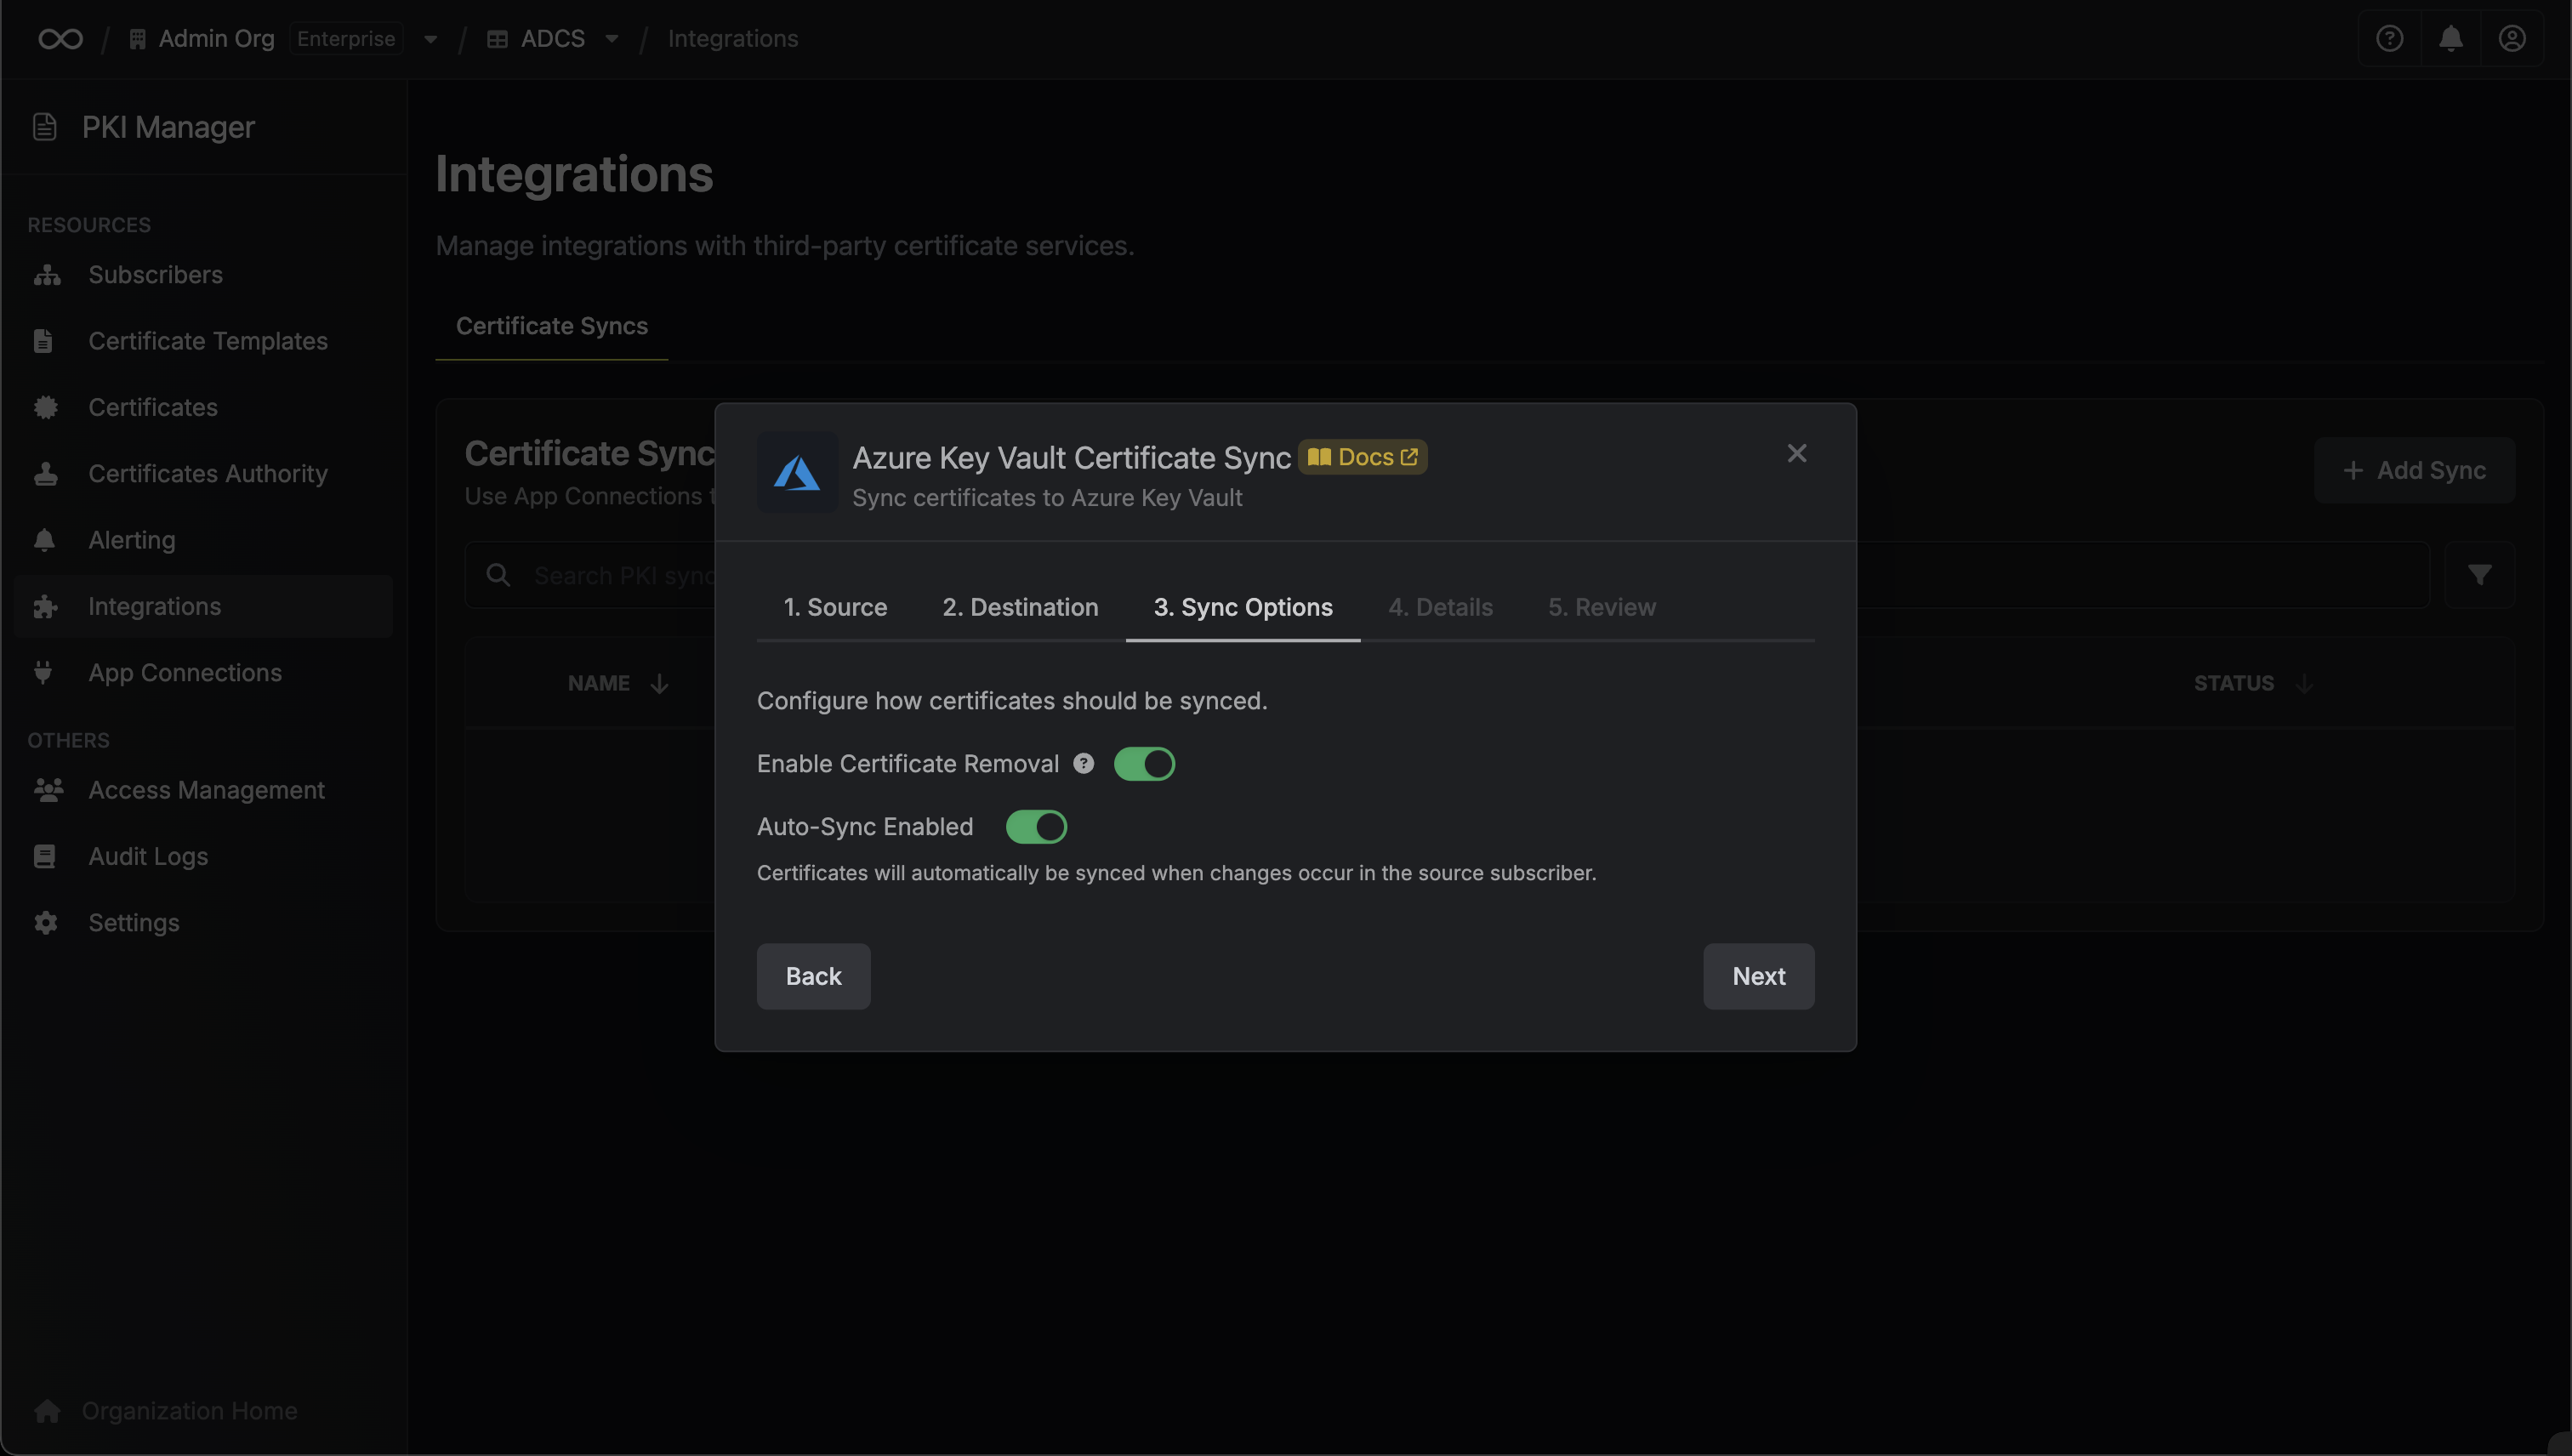 Admin Org Enterprise
ADCS
Integrations
PKI Manager
RESOURCES
Subscribers
Certificate Templates
Certificates
Certificates Authority
Alerting
Integrations
App Connections
OTHERS
Access Management
Audit Logs
Settings
Organization Home
Integrations
Manage integrations with third-party certificate services.
Certificate Syncs
Certificate Sync
Use App Connections t
Add Sync
Search PKI sync
NAME
STATUS
Azure Key Vault Certificate Sync Docs
Sync certificates to Azure Key Vault
1. Source 2. Destination 3. Sync Options 4. Details 5. Review
Configure how certificates should be synced.
Enable Certificate Removal
Auto-Sync Enabled
Certificates will automatically be synced when changes occur in the source subscriber.
Back
Next